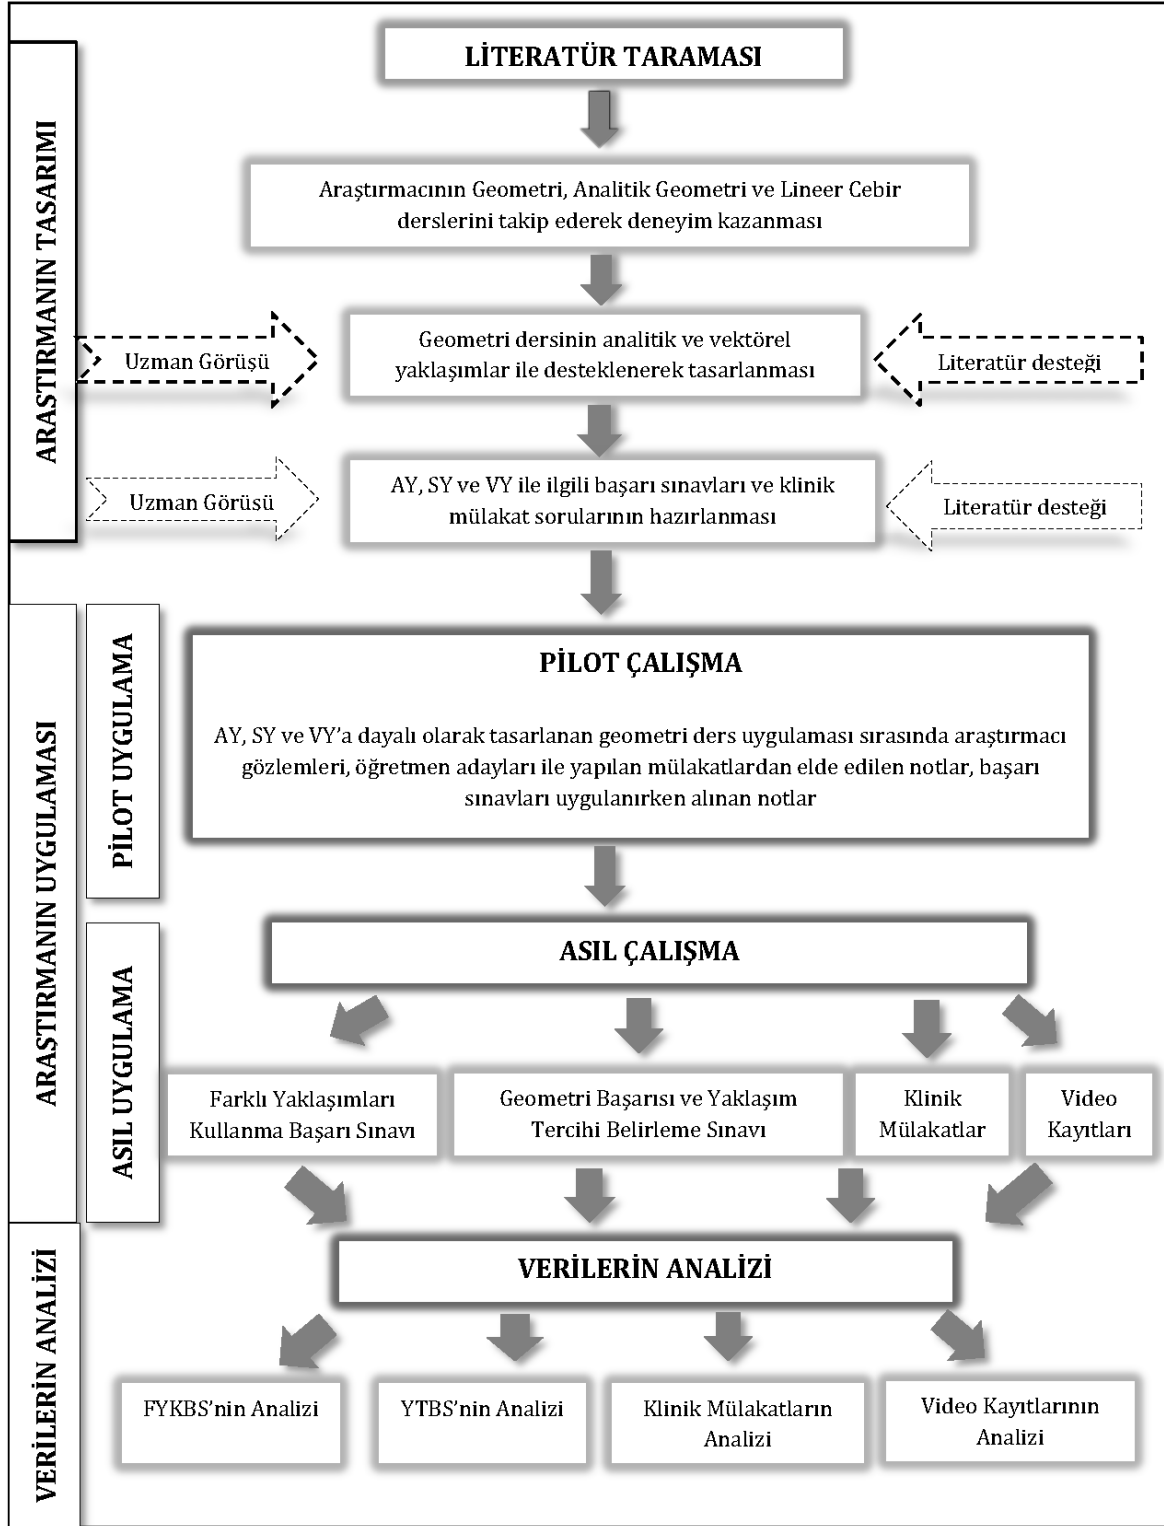 LİTERATÜR TARAMASI
ARAŞTIRMANIN TASARIMI
Araştırmacının Geometri, Analitik Geometri ve Lineer Cebir
derslerini takip ederek deneyim kazanması
Uzman Görüşü
Geometri dersinin analitik ve vektörel
yaklaşımlar ile desteklenerek tasarlanması
Literatür desteği
Uzman Görüsü
AY, SY ve VY ile ilgili başarı sınavları ve klinik
mülakat sorularının hazırlanması
Literatür desteği
ARAŞTIRMANIN UYGULAMASI
PİLOT UYGULAMA
PİLOT ÇALIŞMA
AY, SY ve VY’a dayalı olarak tasarlanan geometri ders uygulaması sırasında araştırmacı
gözlemleri, öğretmen adayları ile yapılan mülakatlardan elde edilen notlar, başarı
sınavları uygulanırken alınan notlar
ASIL UYGULAMA
ASIL ÇALIŞMA
Farklı Yaklaşımları
Kullanma Başarı Sınavı
Geometri Başarısı ve Yaklaşım
Tercihi Belirleme Sınavı
Klinik
Mülakatlar
Video
Kayıtları
VERİLERİN ANALİZİ
VERİLERİN ANALİZİ
FYKBS’nin Analizi
YTBS’nin Analizi
Klinik Mülakatların
Analizi
Video Kayıtlarının
Analizi